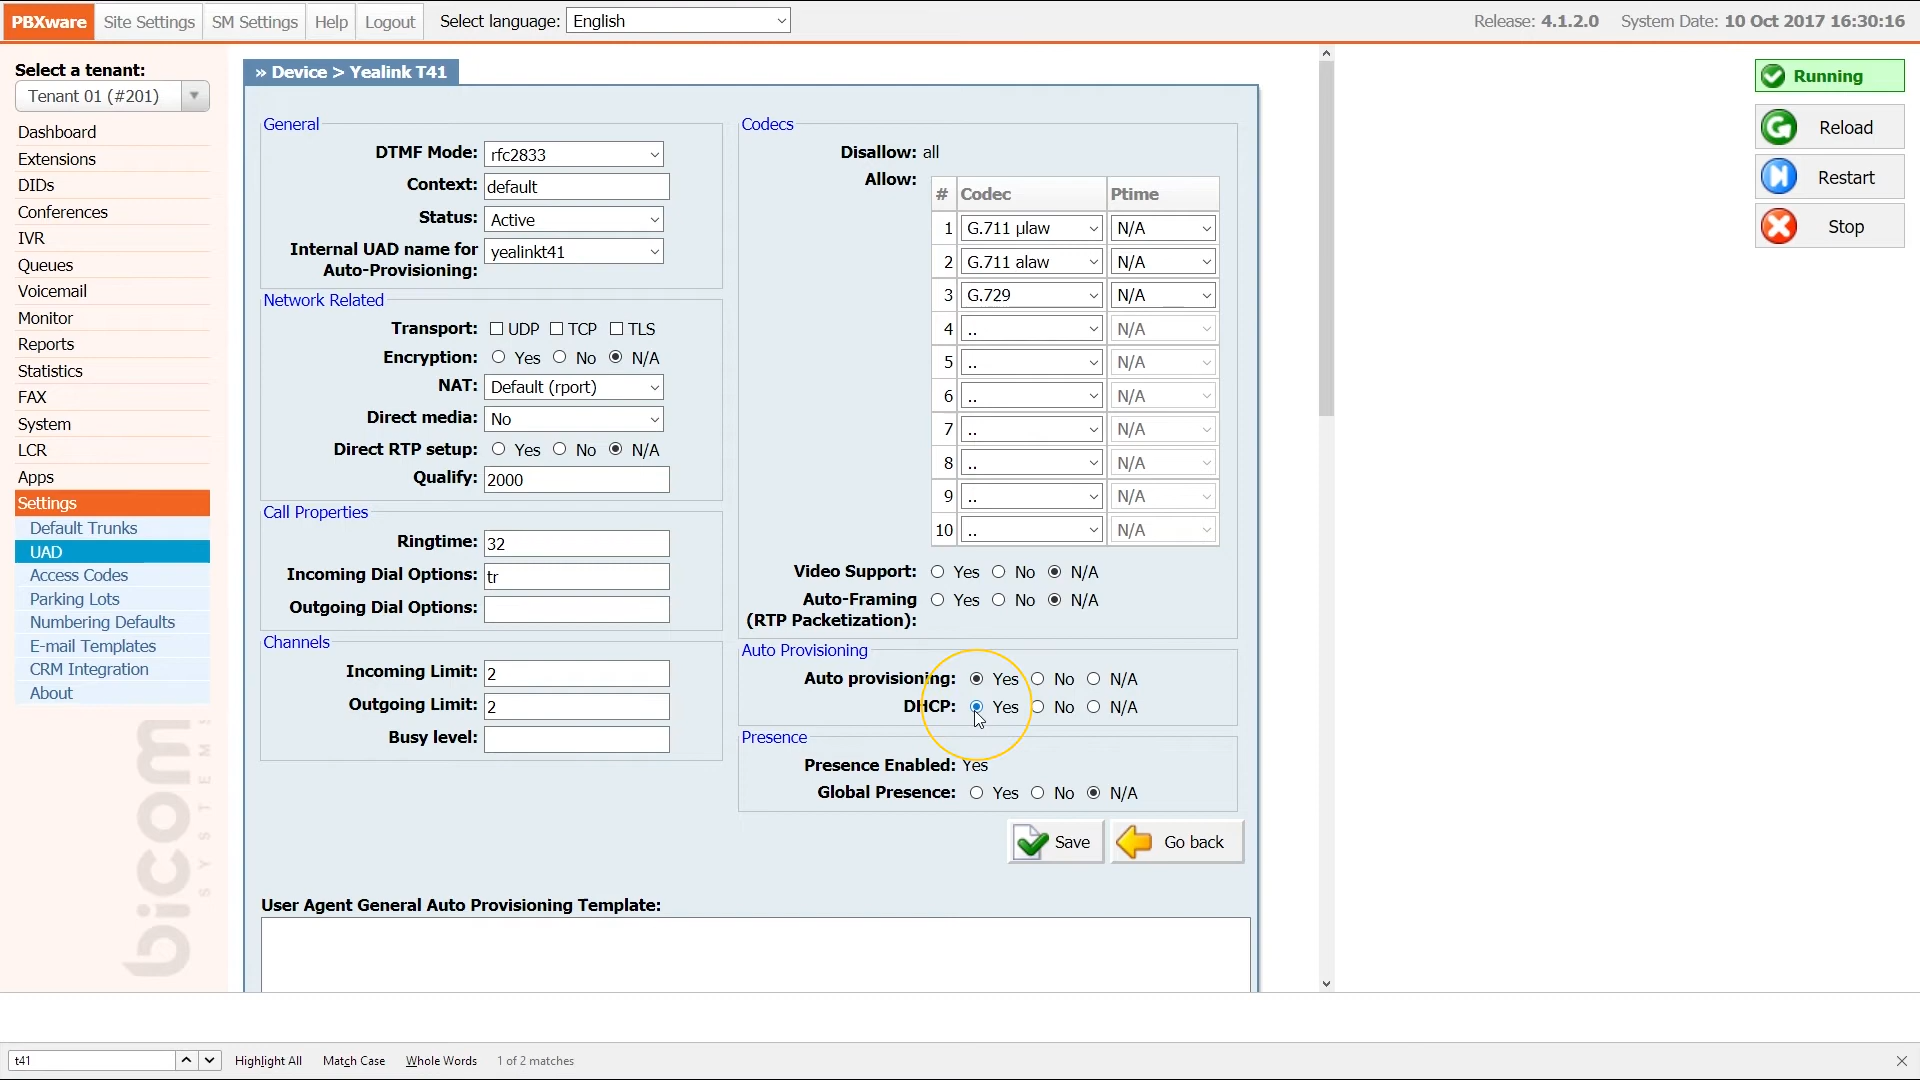 PBXware Site Settings SM Settings Help Logout Select language: English Release: 4.1.2.0 System Date: 10 Oct 2017 16:30:16
Select a tenant:
Tenant 01 (#201)
Dashboard
Extensions
DIDs
Conferences
IVR
Queues
Voicemail
Monitor
Reports
Statistics
FAX
System
LCR
Apps
Settings
Default Trunks
UAD
Access Codes
Parking Lots
Numbering Defaults
E-mail Templates
CRM Integration
About
bicom
SYSTEMS
» Device > Yealink T41
General
DTMF Mode: rfc2833
Context: default
Status: Active
Internal UAD name for yealinkt41
Auto-Provisioning:
Network Related
Transport: UDP TCP TLS
Encryption: Yes No N/A
NAT: Default (rport)
Direct media: No
Direct RTP setup: Yes No N/A
Qualify: 2000
Call Properties
Ringtime: 32
Incoming Dial Options: tr
Outgoing Dial Options:
Channels
Incoming Limit: 2
Outgoing Limit: 2
Busy level:
Codecs
Disallow: all
Allow:
# Codec Ptime
1 G.711 µlaw N/A
2 G.711 alaw N/A
3 G.729 N/A
4 .. N/A
5 .. N/A
6 .. N/A
7 .. N/A
8 .. N/A
9 .. N/A
10 .. N/A
Video Support: Yes No N/A
Auto-Framing Yes No N/A
(RTP Packetization):
Auto Provisioning
Auto provisioning: Yes No N/A
DHCP: Yes No N/A
Presence
Presence Enabled: Yes
Global Presence: Yes No N/A
Save Go back
User Agent General Auto Provisioning Template:
Running
Reload
Restart
Stop
t41 Highlight All Match Case Whole Words 1 of 2 matches